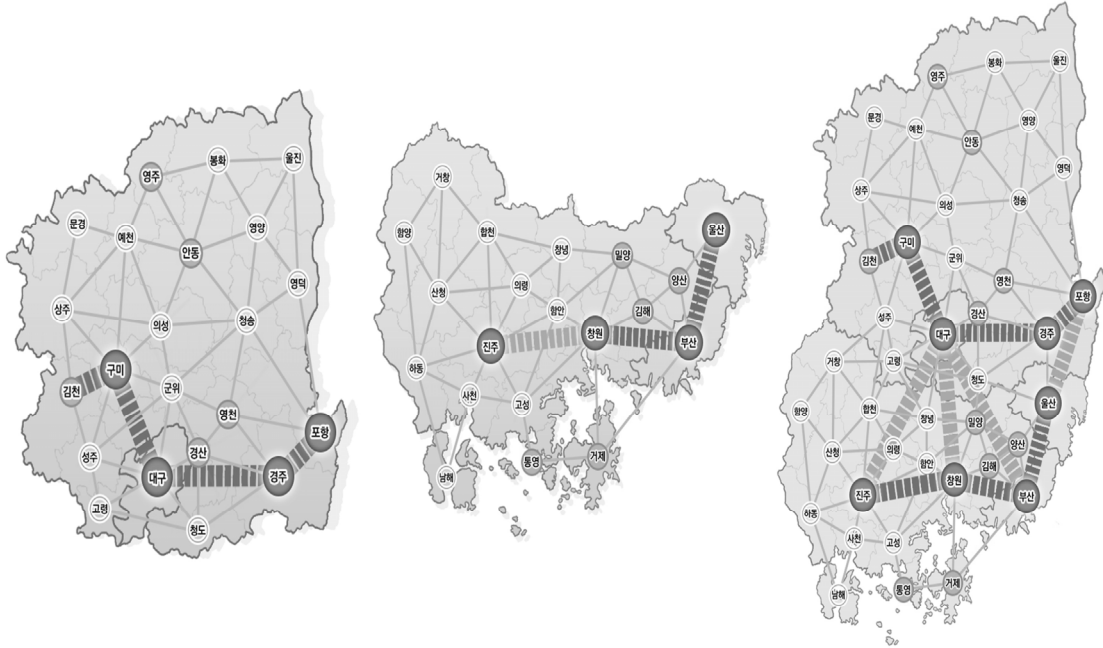 영주
봉화
울진
문경
예천
안동
영양
영덕
상주
의성
청송
구미
김천
군위
영천
포항
성주
경산
대구
경주
고령
청도
거창
함양
합천
창녕
밀양
울산
산청
의령
양산
함안
김해
진주
창원
부산
하동
사천
고성
통영
거제
남해
영주
봉화
울진
문경
예천
안동
영양
영덕
상주
의성
청송
구미
김천
군위
영천
포항
성주
경산
대구
경주
거창
고령
청도
함양
합천
창녕
밀양
울산
산청
의령
양산
함안
김해
진주
창원
부산
하동
사천
고성
통영
거제
남해